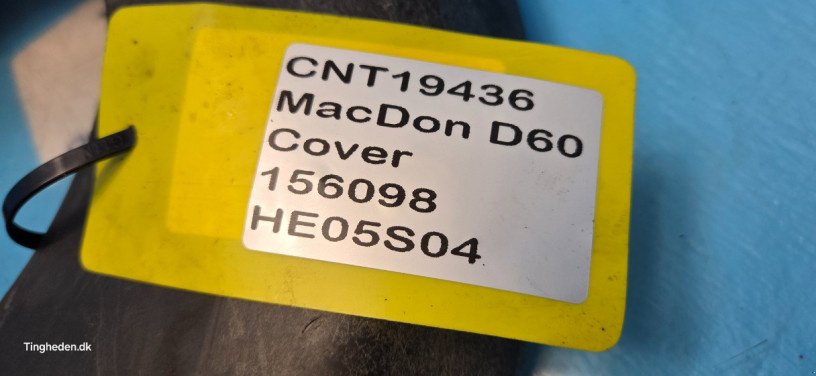 CNT19436
MacDon D60
Cover
156098
HE05S04
Tingheden.dk